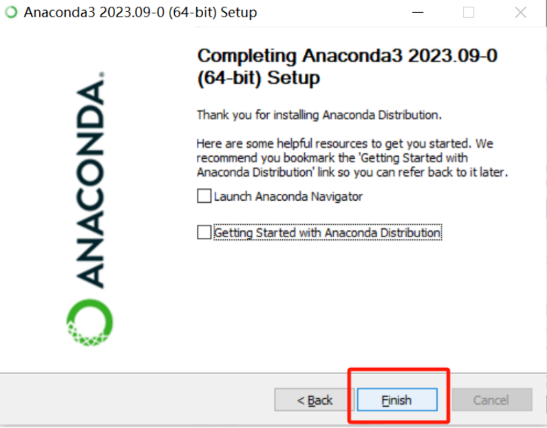 Anaconda3 2023.09-0 (64-bit) Setup
Completing Anaconda3 2023.09-0
(64-bit) Setup
Thank you for installing Anaconda Distribution.
Here are some helpful resources to get you started. We
recommend you bookmark the 'Getting Started with
Anaconda Distribution' link so you can refer back to it later.
Launch Anaconda Navigator
Getting Started with Anaconda Distribution
ANACONDA.
< Back
Finish
Cancel